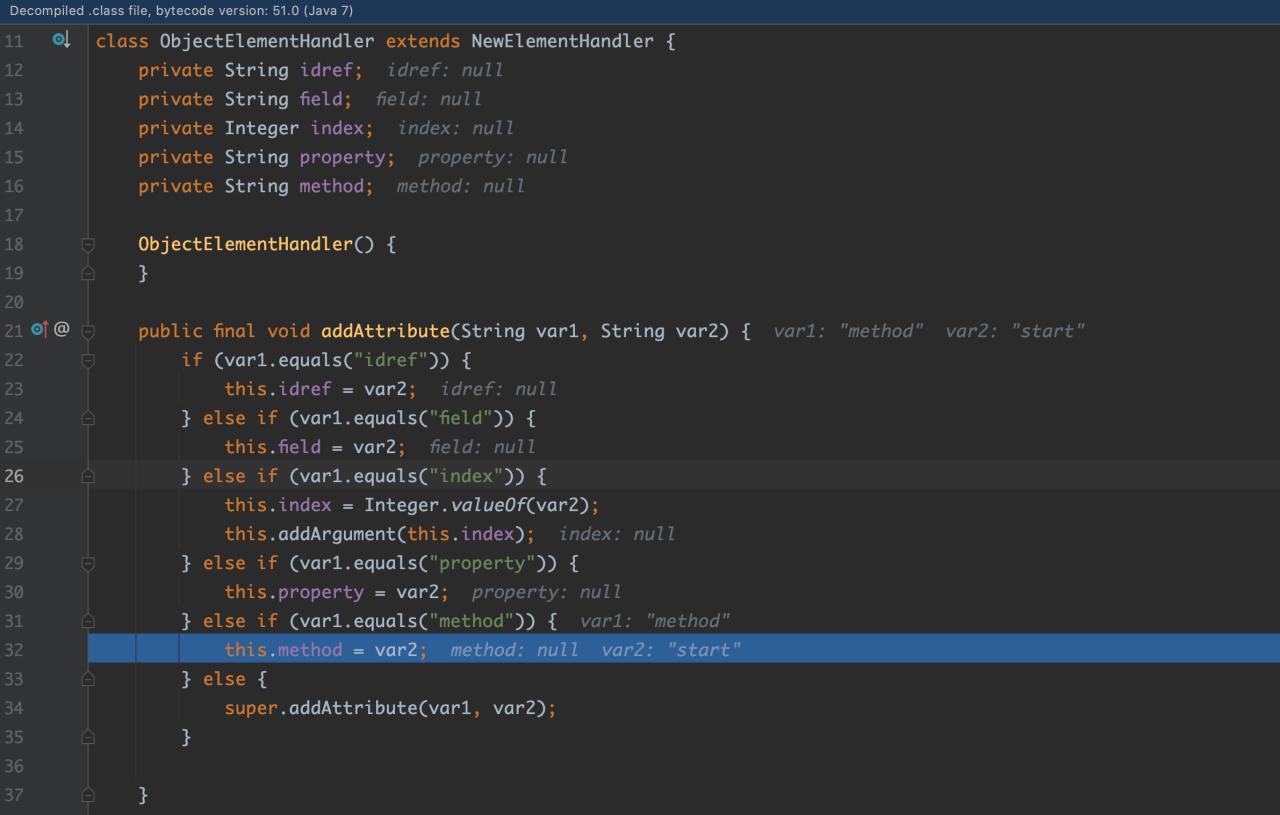 Decompiled .class file, bytecode version: 51.0 (Java 7)
11 class ObjectElementHandler extends NewElementHandler {
12     private String idref;  idref: null
13     private String field;  field: null
14     private Integer index;  index: null
15     private String property;  property: null
16     private String method;  method: null
17
18     ObjectElementHandler() {
19     }
20
21 @     public final void addAttribute(String var1, String var2) {  var1: "method"  var2: "start"
22         if (var1.equals("idref")) {
23             this.idref = var2;  idref: null
24         } else if (var1.equals("field")) {
25             this.field = var2;  field: null
26         } else if (var1.equals("index")) {
27             this.index = Integer.valueOf(var2);
28             this.addArgument(this.index);  index: null
29         } else if (var1.equals("property")) {
30             this.property = var2;  property: null
31         } else if (var1.equals("method")) {  var1: "method"
32             this.method = var2;  method: null  var2: "start"
33         } else {
34             super.addAttribute(var1, var2);
35         }
36
37     }